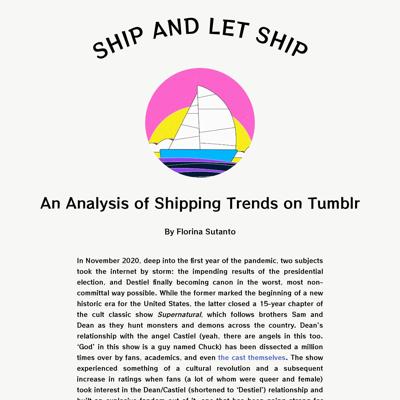 SHIP AND LET SHIP
An Analysis of Shipping Trends on Tumblr
By Florina Sutanto
In November 2020, deep into the first year of the pandemic, two subjects
took the internet by storm: the impending results of the presidential
election, and Destiel finally becoming canon in the worst, most non-
committal way possible. While the former marked the beginning of a new
historic era for the United States, the latter closed a 15-year chapter of
the cult classic show Supernatural, which follows brothers Sam and
Dean as they hunt monsters and demons across the country. Dean's
relationship with the angel Castiel (yeah, there are angels in this too.
'God' in this show is a guy named Chuck) has been dissected a million
times over by fans, academics, and even the cast themselves. The show
experienced something of a cultural revolution and a subsequent
increase in ratings when fans (a lot of whom were queer and female)
took interest in the Dean/Castiel (shortened to 'Destiel') relationship and